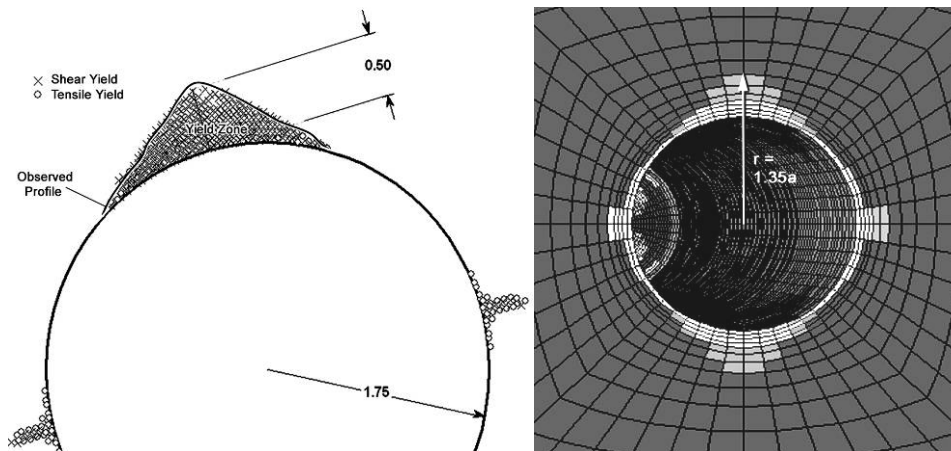 0.50
× Shear Yield
○ Tensile Yield
Yield Zone
Observed
Profile
1.75
r =
1.35a